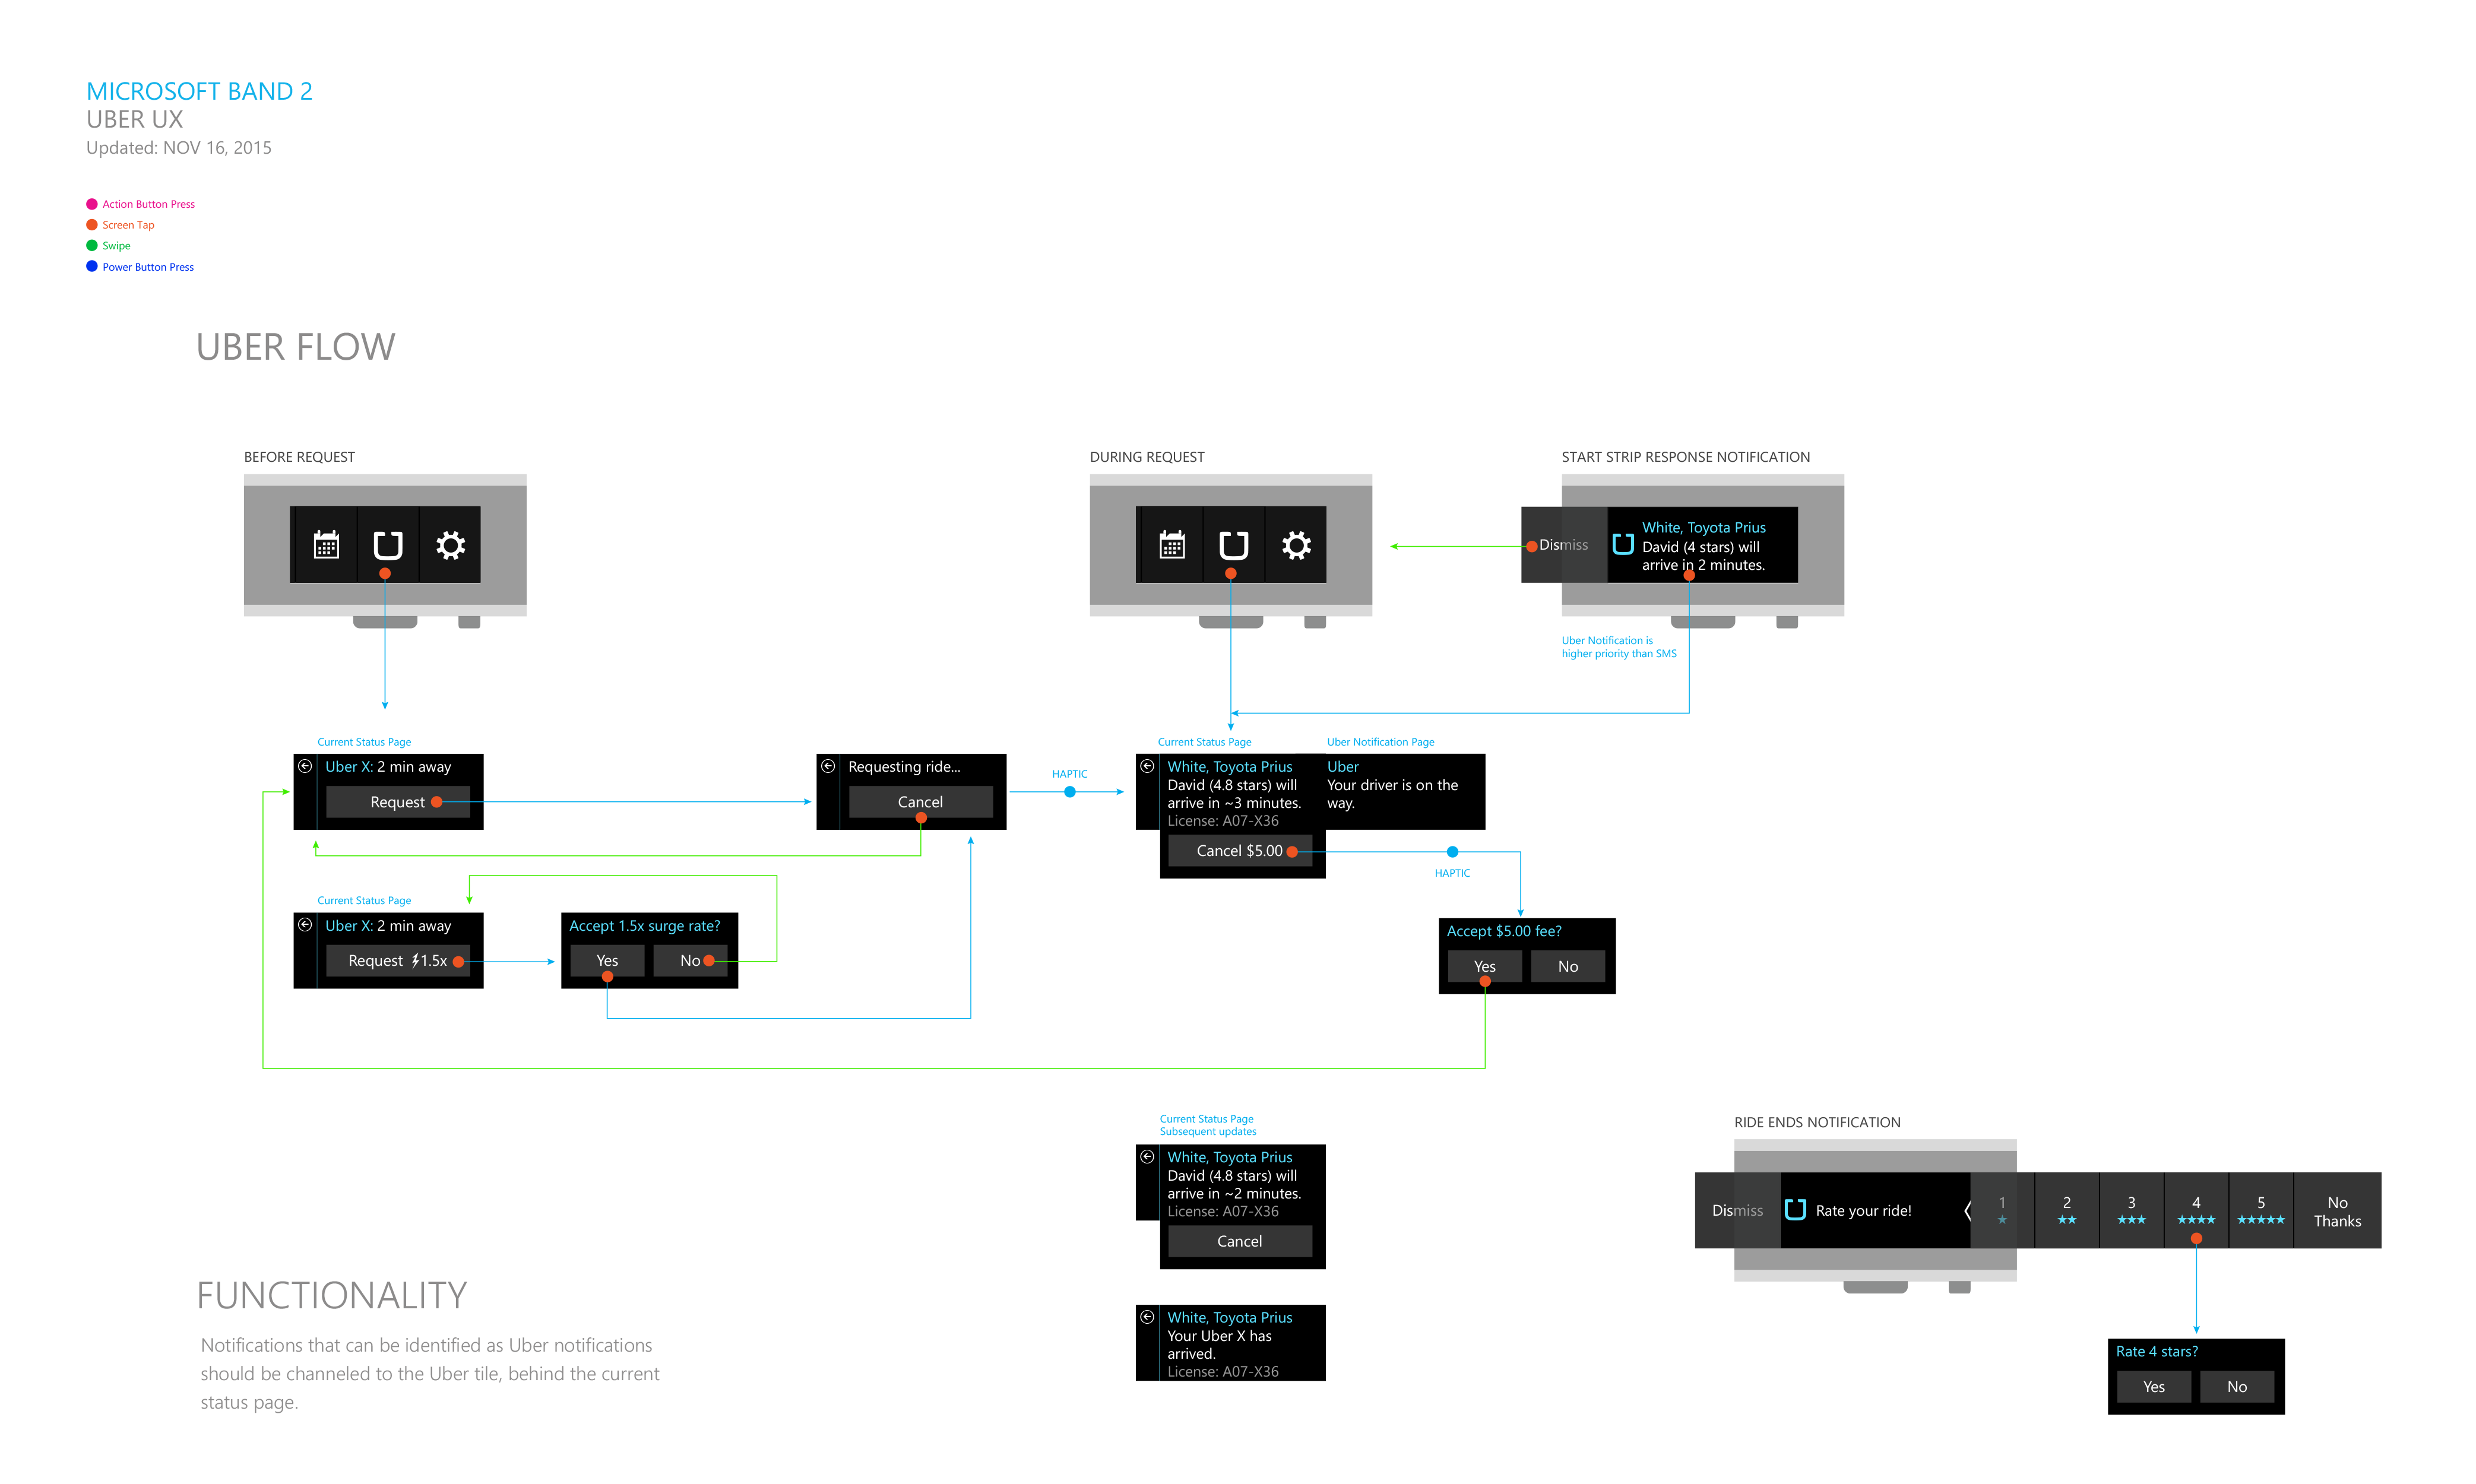 MICROSOFT BAND 2
UBER UX
Updated: NOV 16, 2015
Action Button Press
Screen Tap
Swipe
Power Button Press
UBER FLOW
BEFORE REQUEST
DURING REQUEST
START STRIP RESPONSE NOTIFICATION
Dismiss
White, Toyota Prius
David (4 stars) will
arrive in 2 minutes.
Uber Notification is
higher priority than SMS
Current Status Page
Uber X: 2 min away
Request
Requesting ride...
Cancel
HAPTIC
Current Status Page
White, Toyota Prius
David (4.8 stars) will
arrive in ~3 minutes.
License: A07-X36
Cancel $5.00
Uber Notification Page
Uber
Your driver is on the
way.
HAPTIC
Current Status Page
Uber X: 2 min away
Request 1.5x
Accept 1.5x surge rate?
Yes No
Accept $5.00 fee?
Yes No
Current Status Page
Subsequent updates
White, Toyota Prius
David (4.8 stars) will
arrive in ~2 minutes.
License: A07-X36
Cancel
White, Toyota Prius
Your Uber X has
arrived.
License: A07-X36
RIDE ENDS NOTIFICATION
Dismiss
Rate your ride!
1 2 3 4 5
No
Thanks
Rate 4 stars?
Yes No
FUNCTIONALITY
Notifications that can be identified as Uber notifications
should be channeled to the Uber tile, behind the current
status page.